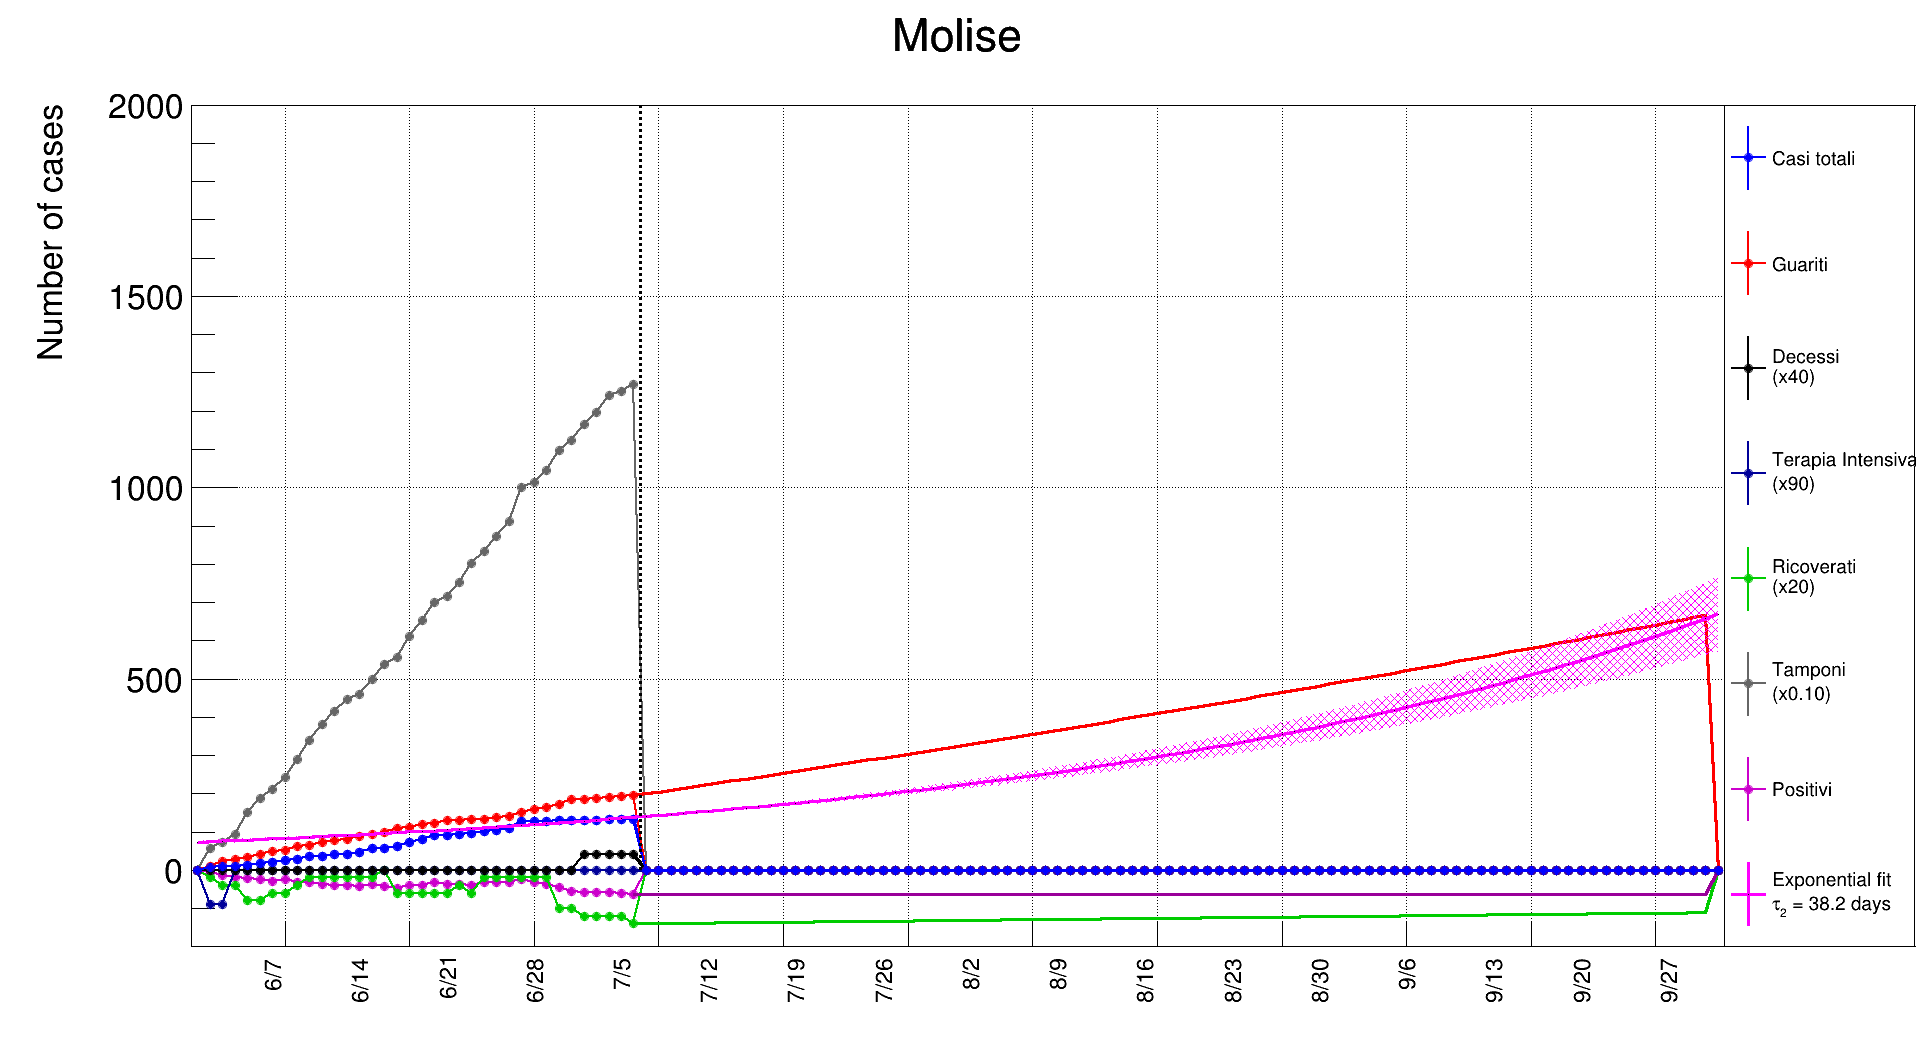 Molise
Number of cases
2000
1500
1000
500
0
6/7
6/14
6/21
6/28
7/5
7/12
7/19
7/26
8/2
8/9
8/16
8/23
8/30
9/6
9/13
9/20
9/27
Casi totali
Guariti
Decessi
(x40)
Terapia Intensiva
(x90)
Ricoverati
(x20)
Tamponi
(x0.10)
Positivi
Exponential fit
τ2 = 38.2 days